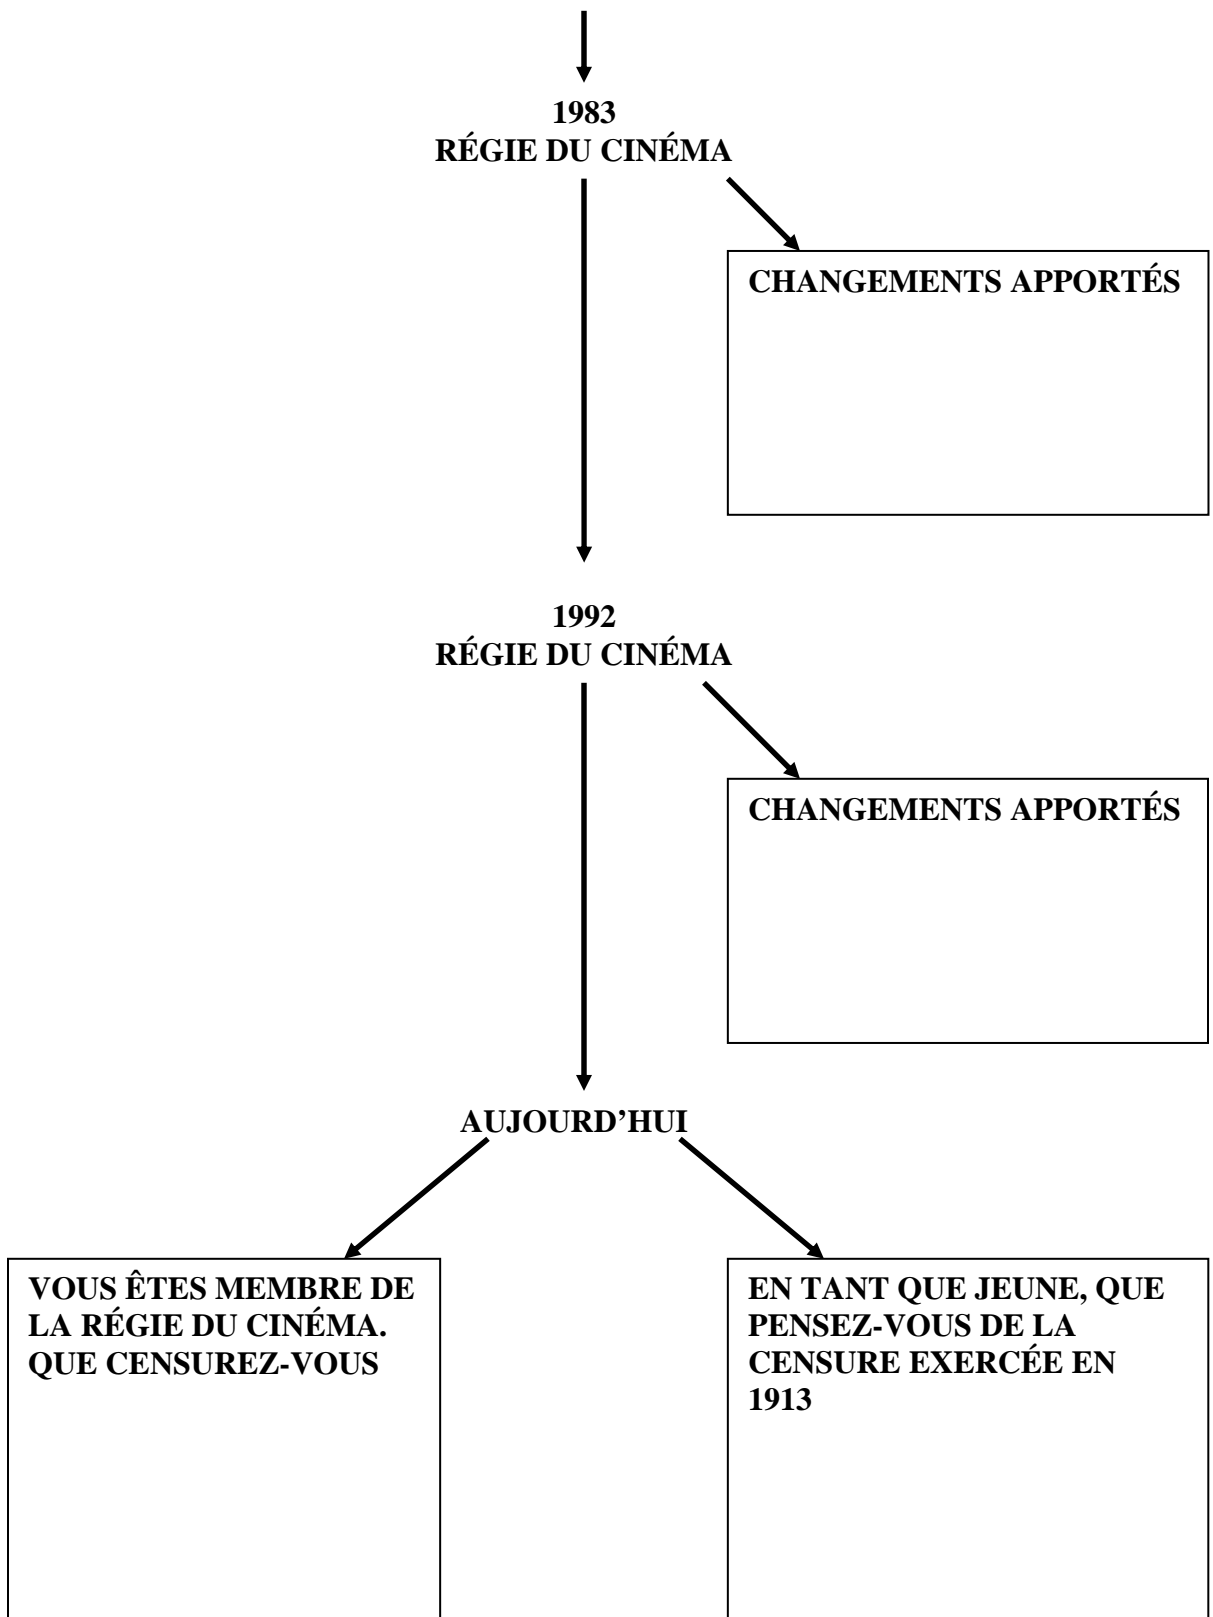 1983
RÉGIE DU CINÉMA
CHANGEMENTS APPORTÉS
1992
RÉGIE DU CINÉMA
CHANGEMENTS APPORTÉS
AUJOURD’HUI
VOUS ÊTES MEMBRE DE
LA RÉGIE DU CINÉMA.
QUE CENSUREZ-VOUS
EN TANT QUE JEUNE, QUE
PENSEZ-VOUS DE LA
CENSURE EXERCÉE EN
1913